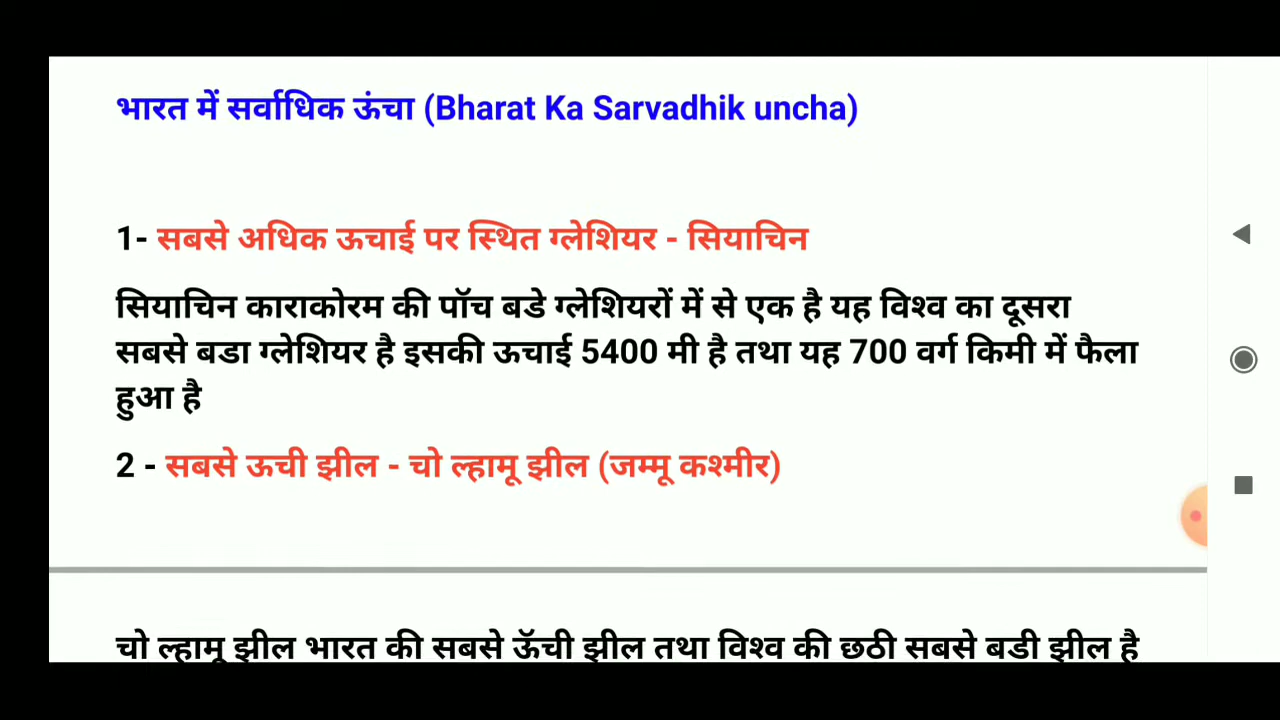 भारत में सर्वाधिक ऊंचा (Bharat Ka Sarvadhik uncha)
1- सबसे अधिक ऊचाई पर स्थित ग्लेशियर - सियाचिन
सियाचिन काराकोरम की पॉच बडे ग्लेशियरों में से एक है यह विश्व का दूसरा
सबसे बडा ग्लेशियर है इसकी ऊचाई 5400 मी है तथा यह 700 वर्ग किमी में फैला
हुआ है
2 - सबसे ऊची झील - चो ल्हामू झील (जम्मू कश्मीर)
चो ल्हामू झील भारत की सबसे ऊॅची झील तथा विश्व की छठी सबसे बडी झील है